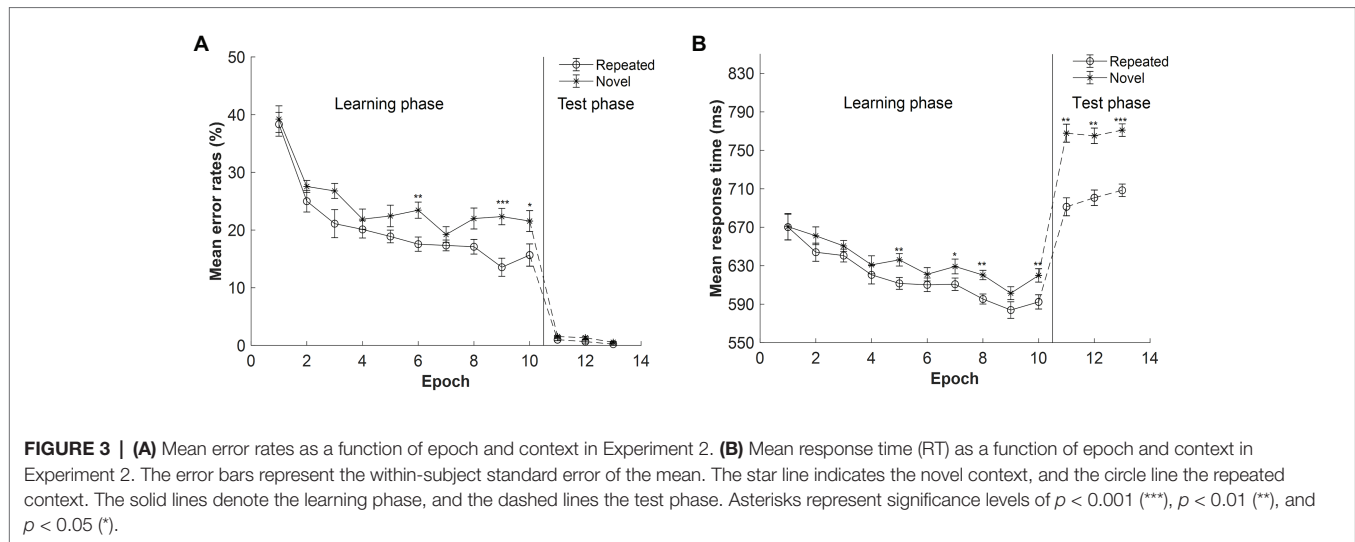 A
50
40
30
20
10
0
Mean error rates (%)
Repeated
Novel
Learning phase
Test phase
**
***
*
0 2 4 6 8 10 12 14
Epoch
B
830
790
750
710
670
630
590
550
Mean response time (ms)
Repeated
Novel
Learning phase
Test phase
** * ** **
** ** ***
0 2 4 6 8 10 12 14
Epoch
FIGURE 3 | (A) Mean error rates as a function of epoch and context in Experiment 2. (B) Mean response time (RT) as a function of epoch and context in
Experiment 2. The error bars represent the within-subject standard error of the mean. The star line indicates the novel context, and the circle line the repeated
context. The solid lines denote the learning phase, and the dashed lines the test phase. Asterisks represent significance levels of p < 0.001 (***), p < 0.01 (**), and
p < 0.05 (*).